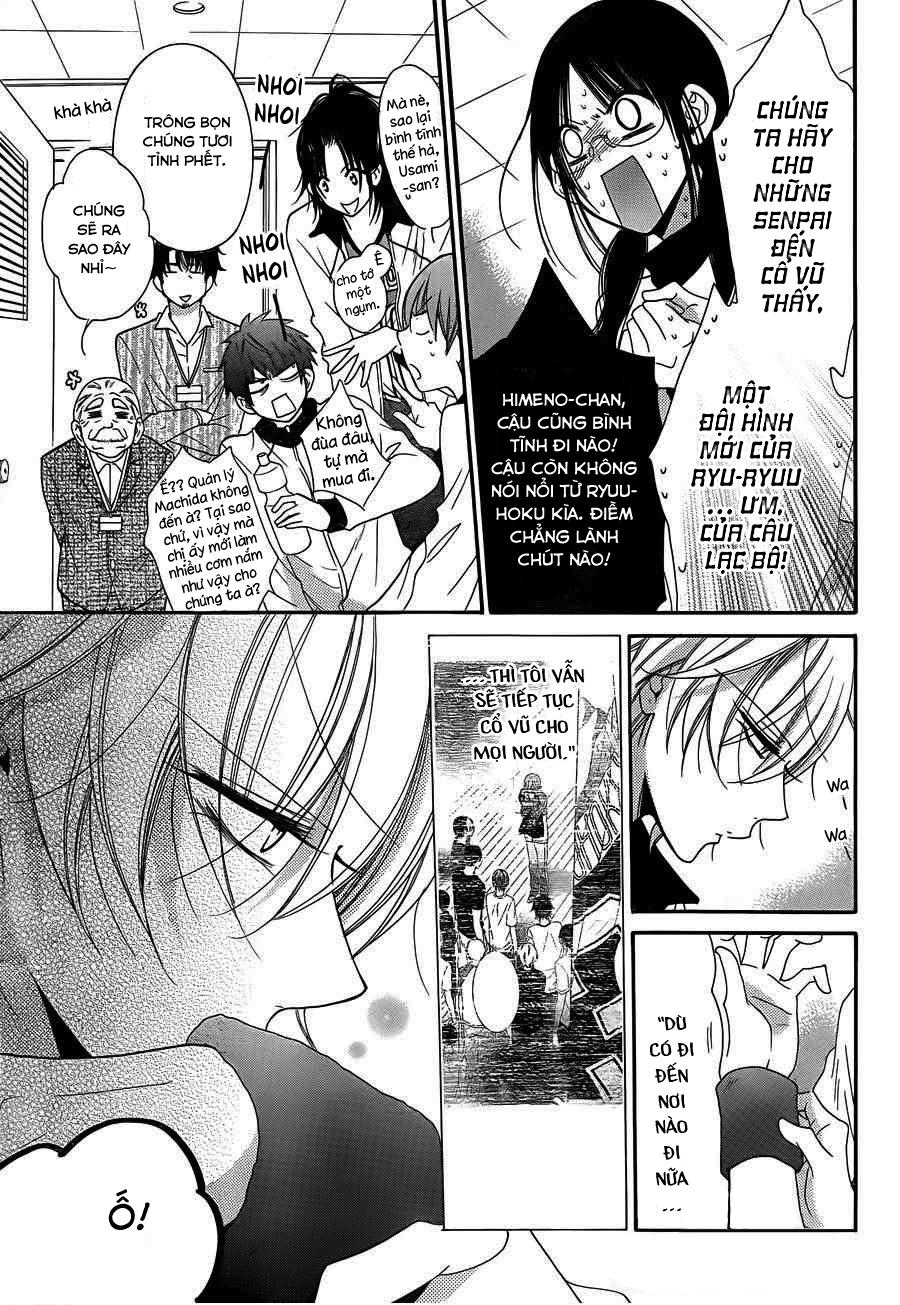 CHÚNG
TA HÃY
CHO
NHỮNG
SENPAI
ĐẾN
CỔ VŨ
THẤY,
MỘT
ĐỘI HÌNH
MỚI CỦA
RYU-RYUU
... ƯM,
CỦA CÂU
LẠC BỘ!
HIMENO-CHAN,
CẬU CŨNG BÌNH
TĨNH ĐI NÀO!
CẬU CÒN KHÔNG
NÓI NỔI TỪ RYUU-
HOKU KÌA. ĐIỀM
CHẲNG LÀNH
CHÚT NÀO!
Mà nè,
sao lại
bình tĩnh
thế hả,
Usami
-san?
NHOI
NHOI
TRÔNG BỌN
CHÚNG TƯƠI
TỈNH PHẾT.
khà khà
CHÚNG
SẼ RA
SAO ĐÂY
NHỈ~
NHOI
NHOI
Ê
cho tớ
một
ngụm.
Không
đùa đâu,
tự mà
mua đi.
Ế?? Quản lý
Machida không
đến à? Tại sao
chứ, vì vậy mà
chị ấy mới làm
nhiều cơm nắm
như vậy cho
chúng ta à?
Wa
Wa
"DÙ
CÓ ĐI
ĐẾN
NƠI
NÀO
ĐI
NỮA
...
....THÌ TÔI VẪN
SẼ TIẾP TỤC
CỔ VŨ CHO
MỌI NGƯỜI."
Ố!